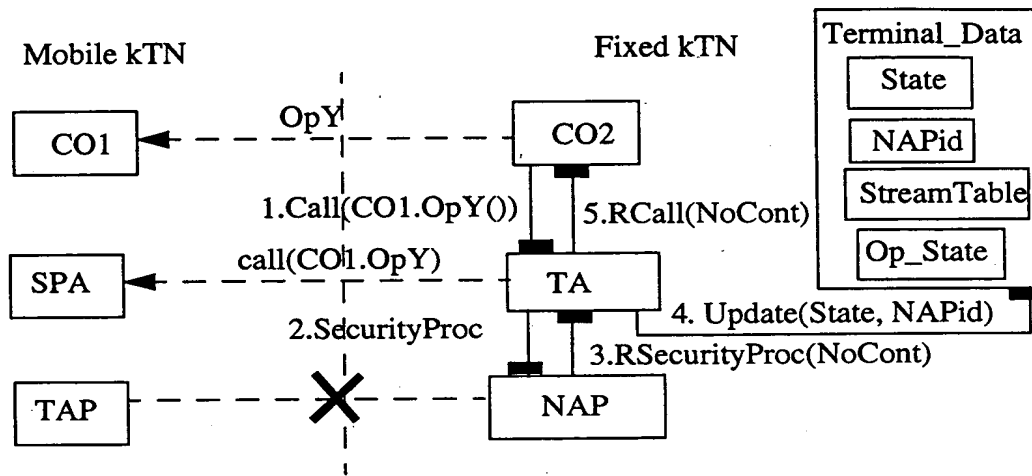 Mobile kTN
Fixed kTN
Terminal_Data
State
NAPid
StreamTable
Op_State
OpY
CO1
CO2
1.Call(CO1.OpY())
5.RCall(NoCont)
call(CO1.OpY)
SPA
TA
4. Update(State, NAPid)
2.SecurityProc
3.RSecurityProc(NoCont)
TAP
NAP